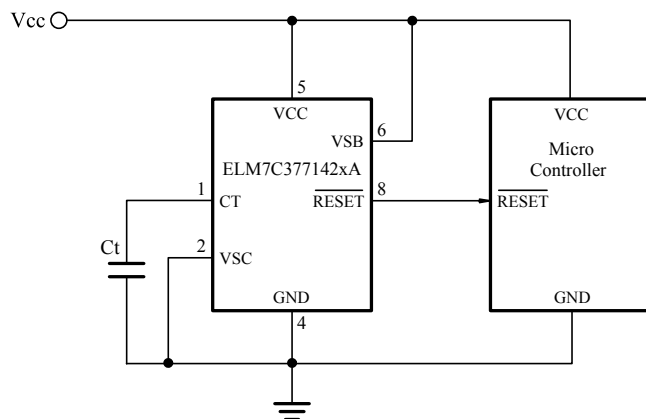 Vcc
5
VCC
VCC
6
VSB
Micro
Controller
ELM7C377142xA
1
8
CT
RESET
RESET
2
Ct
VSC
GND
GND
4